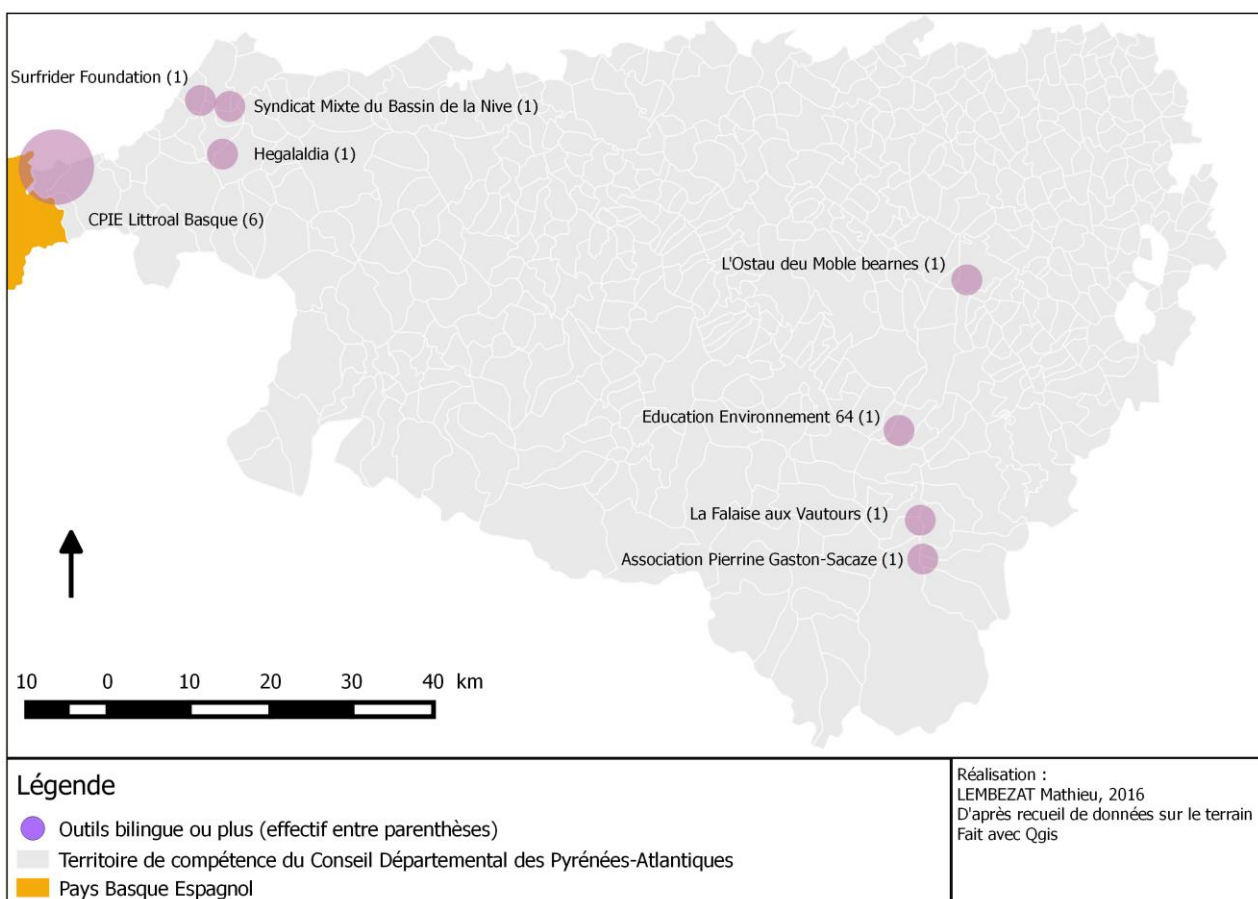 Surfrider Foundation (1)
Syndicat Mixte du Bassin de la Nive (1)
Hegalaldia (1)
CPIE Littroal Basque (6)
L'Ostau deu Moble bearnes (1)
Education Environnement 64 (1)
La Falaise aux Vautours (1)
Association Pierrine Gaston-Sacaze (1)
10 0 10 20 30 40 km
Légende
Outils bilingue ou plus (effectif entre parenthèses)
Territoire de compétence du Conseil Départemental des Pyrénées-Atlantiques
Pays Basque Espagnol
Réalisation :
LEMBEZAT Mathieu, 2016
D'après recueil de données sur le terrain
Fait avec Qgis